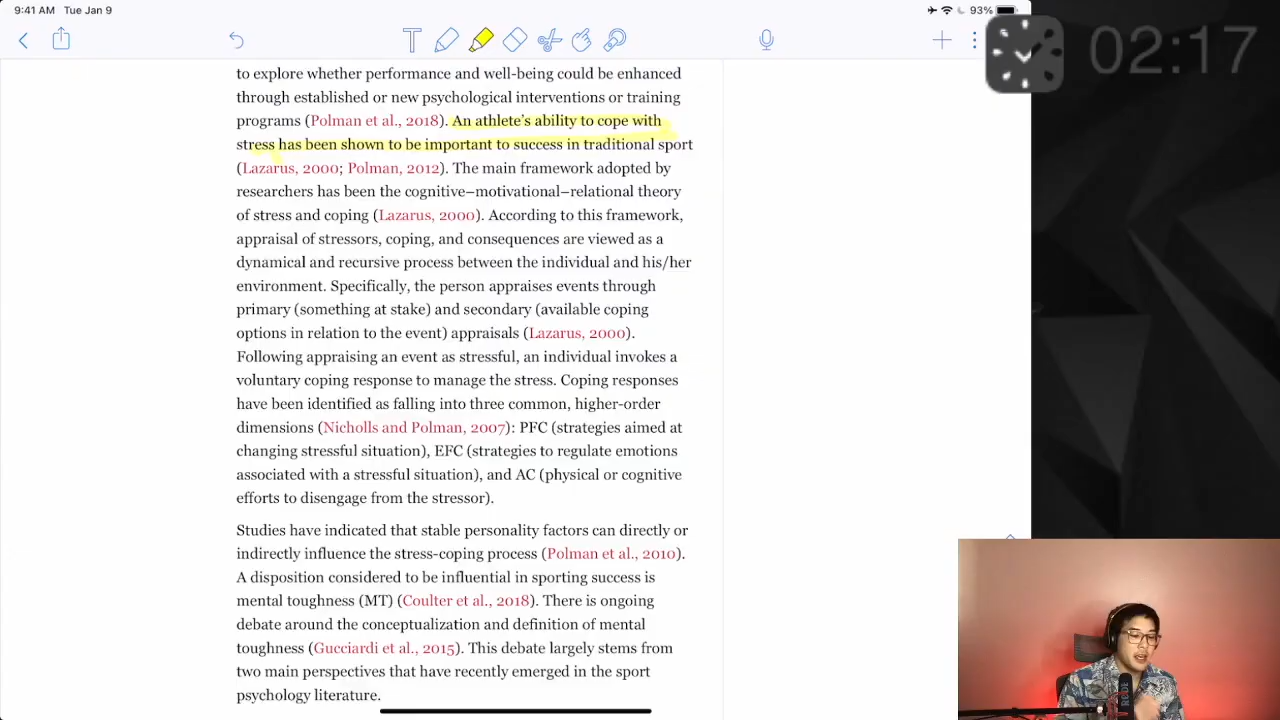 9:41 AM Tue Jan 9
93%
02:17
to explore whether performance and well-being could be enhanced
through established or new psychological interventions or training
programs (Polman et al., 2018). An athlete's ability to cope with
stress has been shown to be important to success in traditional sport
(Lazarus, 2000; Polman, 2012). The main framework adopted by
researchers has been the cognitive–motivational–relational theory
of stress and coping (Lazarus, 2000). According to this framework,
appraisal of stressors, coping, and consequences are viewed as a
dynamical and recursive process between the individual and his/her
environment. Specifically, the person appraises events through
primary (something at stake) and secondary (available coping
options in relation to the event) appraisals (Lazarus, 2000).
Following appraising an event as stressful, an individual invokes a
voluntary coping response to manage the stress. Coping responses
have been identified as falling into three common, higher-order
dimensions (Nicholls and Polman, 2007): PFC (strategies aimed at
changing stressful situation), EFC (strategies to regulate emotions
associated with a stressful situation), and AC (physical or cognitive
efforts to disengage from the stressor).
Studies have indicated that stable personality factors can directly or
indirectly influence the stress-coping process (Polman et al., 2010).
A disposition considered to be influential in sporting success is
mental toughness (MT) (Coulter et al., 2018). There is ongoing
debate around the conceptualization and definition of mental
toughness (Gucciardi et al., 2015). This debate largely stems from
two main perspectives that have recently emerged in the sport
psychology literature.
RODE